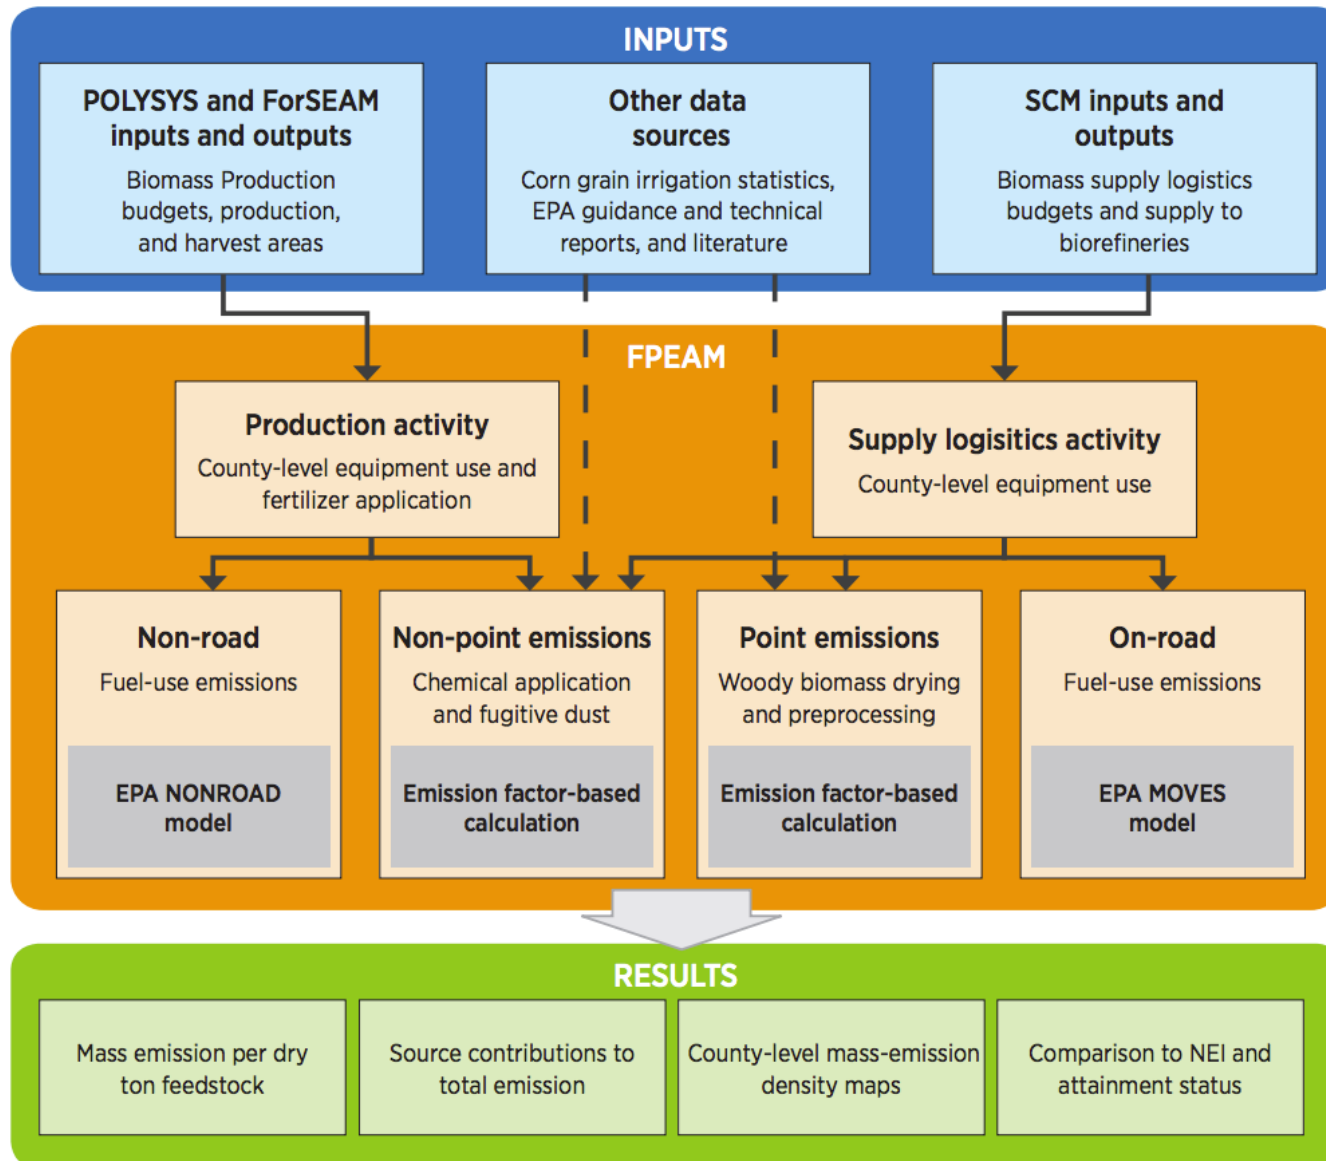 INPUTS
POLYSYS and ForSEAM
inputs and outputs
Biomass Production
budgets, production,
and harvest areas
Other data
sources
Corn grain irrigation statistics,
EPA guidance and technical
reports, and literature
SCM inputs and
outputs
Biomass supply logistics
budgets and supply to
biorefineries
FPEAM
Production activity
County-level equipment use and
fertilizer application
Supply logisitics activity
County-level equipment use
Non-road
Fuel-use emissions
EPA NONROAD
model
Non-point emissions
Chemical application
and fugitive dust
Emission factor-based
calculation
Point emissions
Woody biomass drying
and preprocessing
Emission factor-based
calculation
On-road
Fuel-use emissions
EPA MOVES
model
RESULTS
Mass emission per dry
ton feedstock
Source contributions to
total emission
County-level mass-emission
density maps
Comparison to NEI and
attainment status